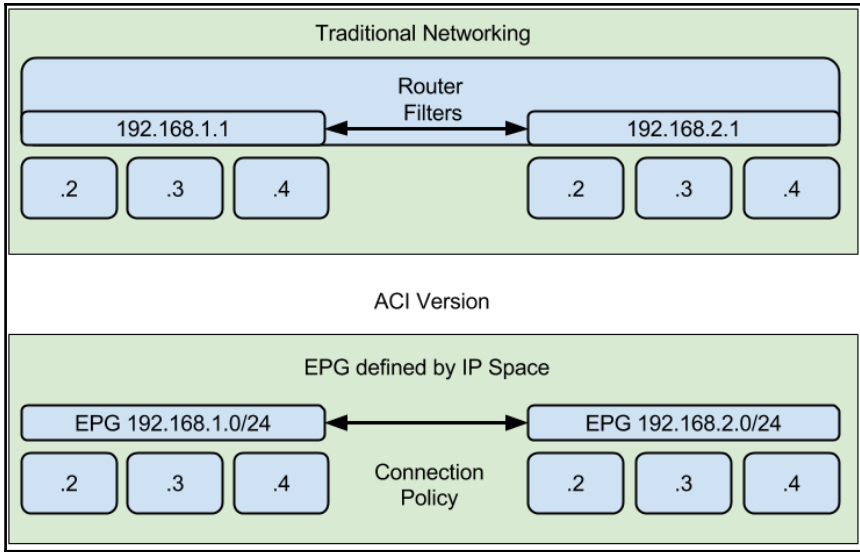 Traditional Networking
Router
Filters
192.168.1.1
192.168.2.1
.2
.3
.4
.2
.3
.4
ACI Version
EPG defined by IP Space
EPG 192.168.1.0/24
EPG 192.168.2.0/24
.2
.3
.4
Connection
Policy
.2
.3
.4